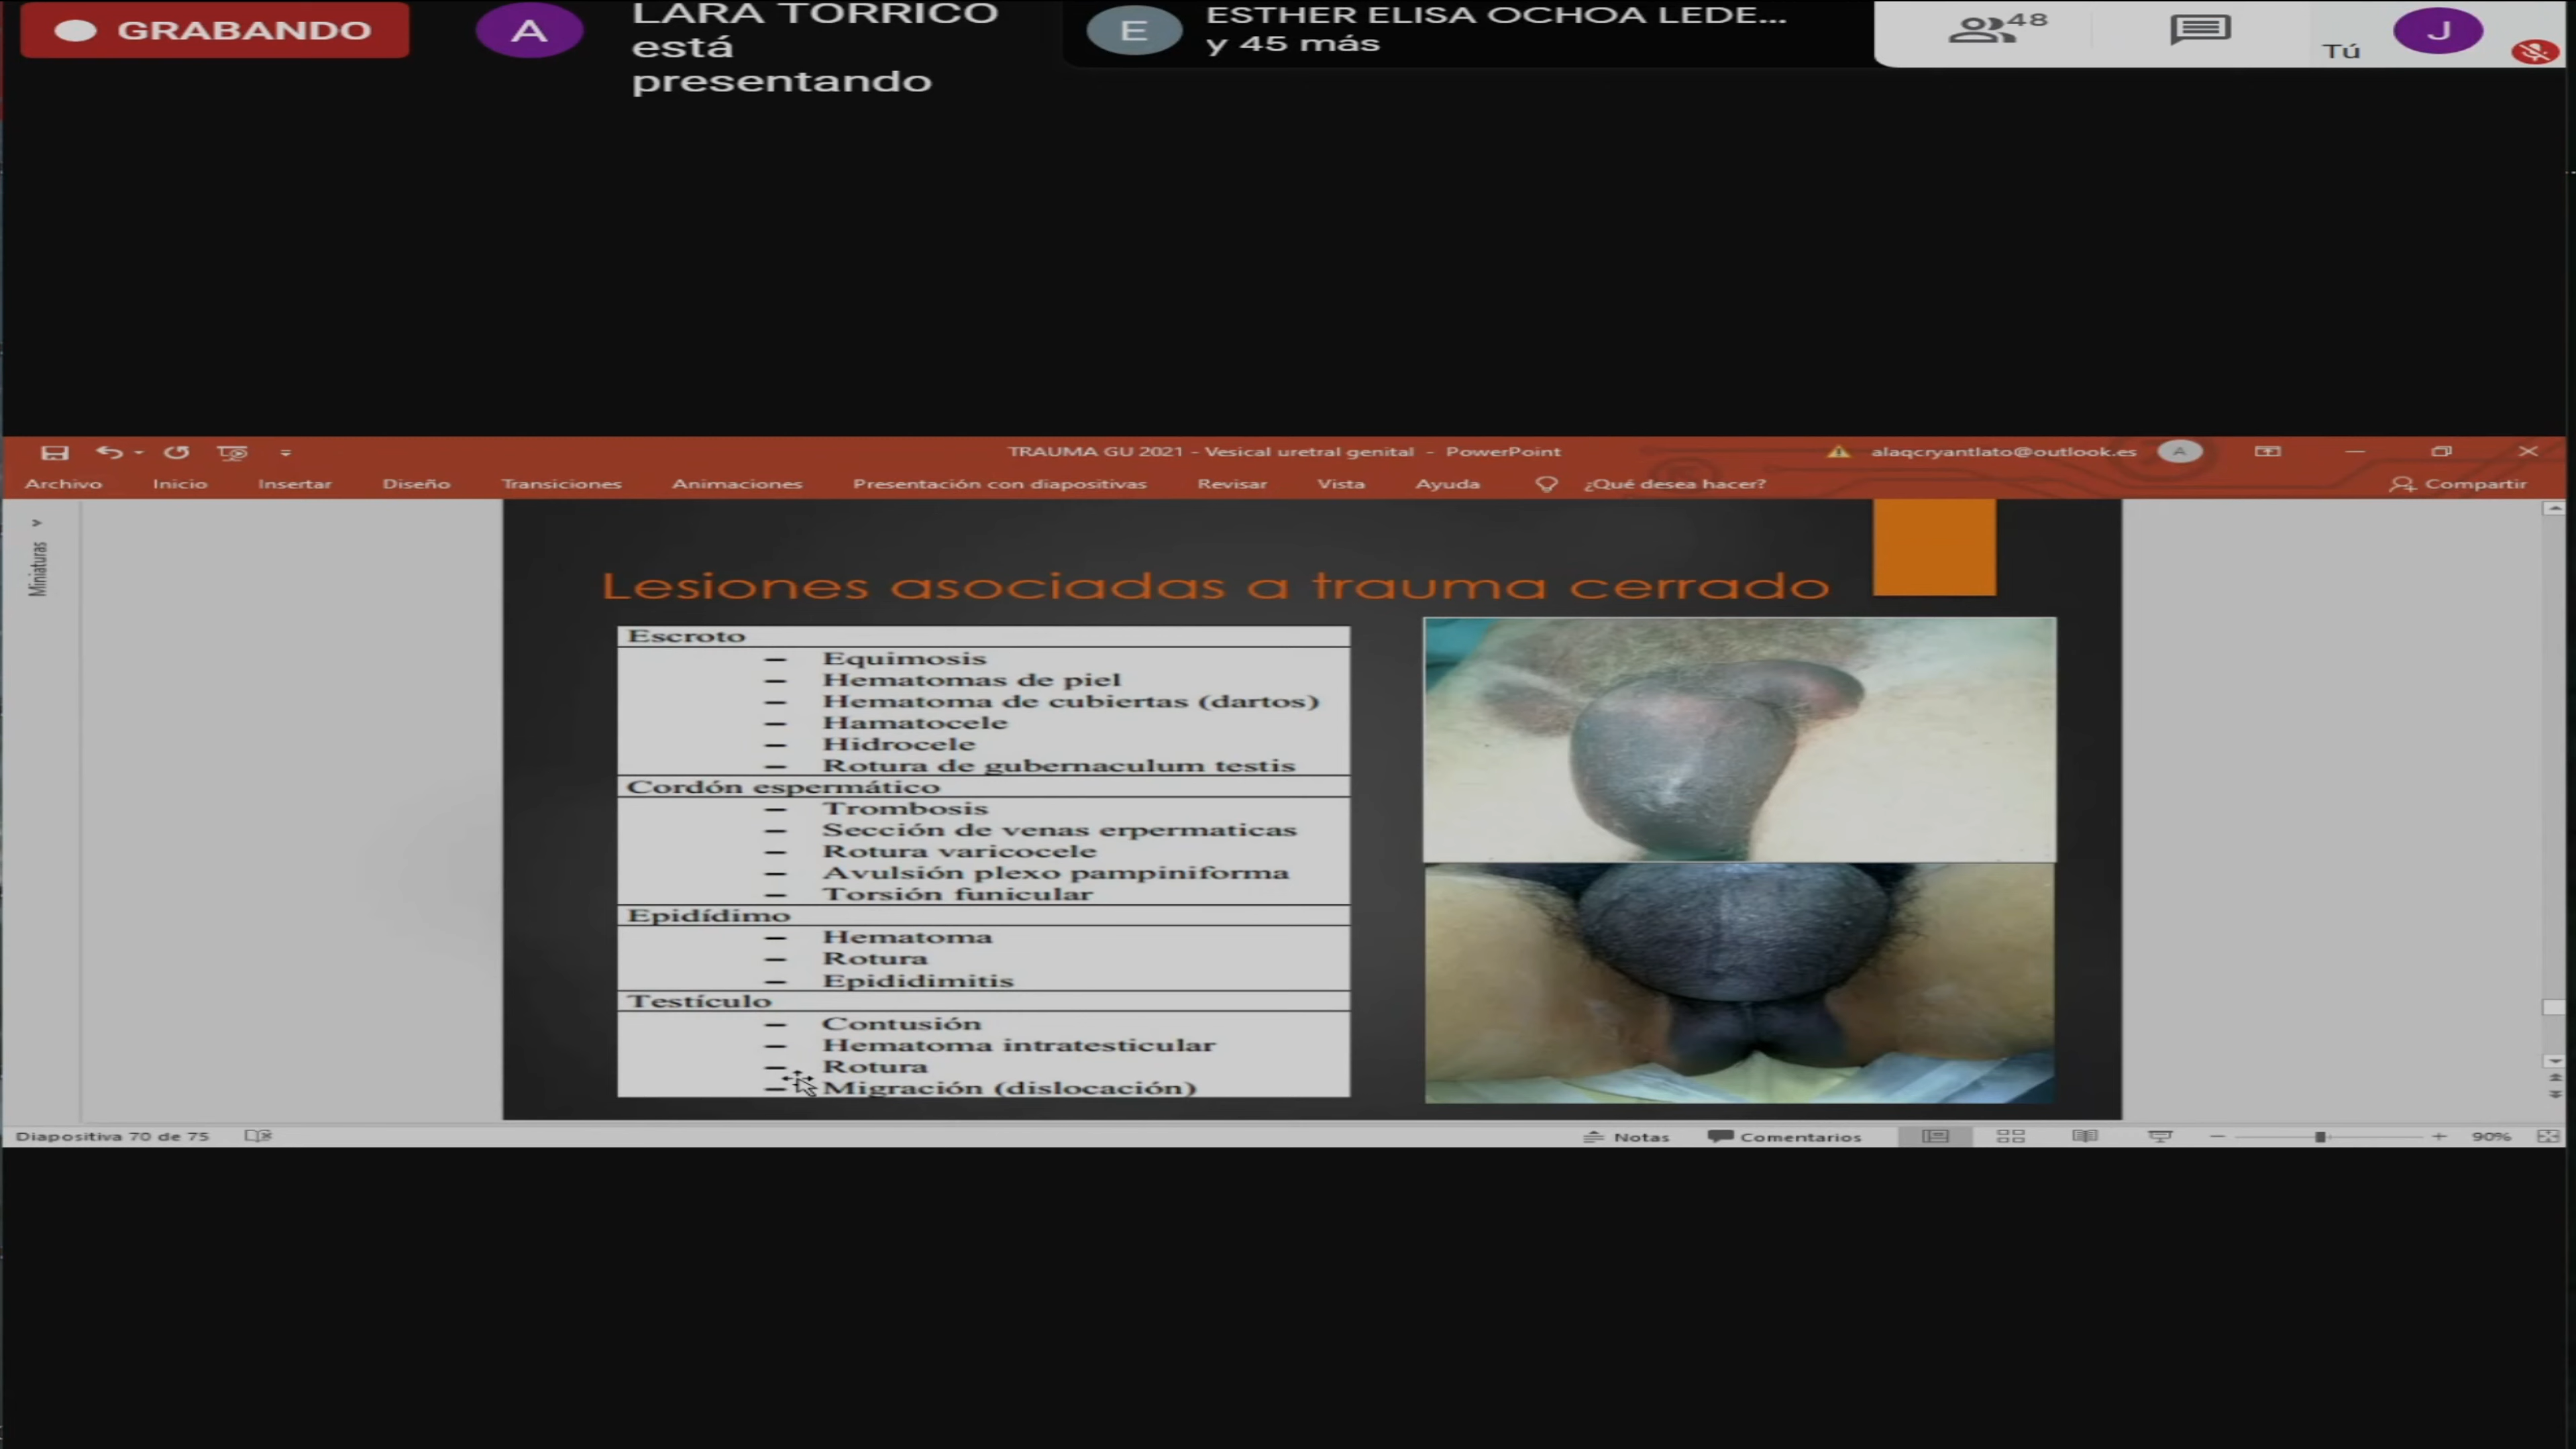 GRABANDO
A
LARA TORRICO
está
presentando
E
ESTHER ELISA OCHOA LEDE...
y 45 más
48
Tú
J
TRAUMA GU 2021 - Vesical uretral genital - PowerPoint
alaqcryantlato@outlook.es
A
Archivo Inicio Insertar Diseño Transiciones Animaciones Presentación con diapositivas Revisar Vista Ayuda ¿Qué desea hacer? Compartir
Miniaturas
Lesiones asociadas a trauma cerrado
Escroto
– Equimosis
– Hematomas de piel
– Hematoma de cubiertas (dartos)
– Hamatocele
– Hidrocele
– Rotura de gubernaculum testis
Cordón espermático
– Trombosis
– Sección de venas erpermaticas
– Rotura varicocele
– Avulsión plexo pampiniforma
– Torsión funicular
Epidídimo
– Hematoma
– Rotura
– Epididimitis
Testículo
– Contusión
– Hematoma intratesticular
– Rotura
– Migración (dislocación)
Diapositiva 70 de 75
Notas Comentarios 90%